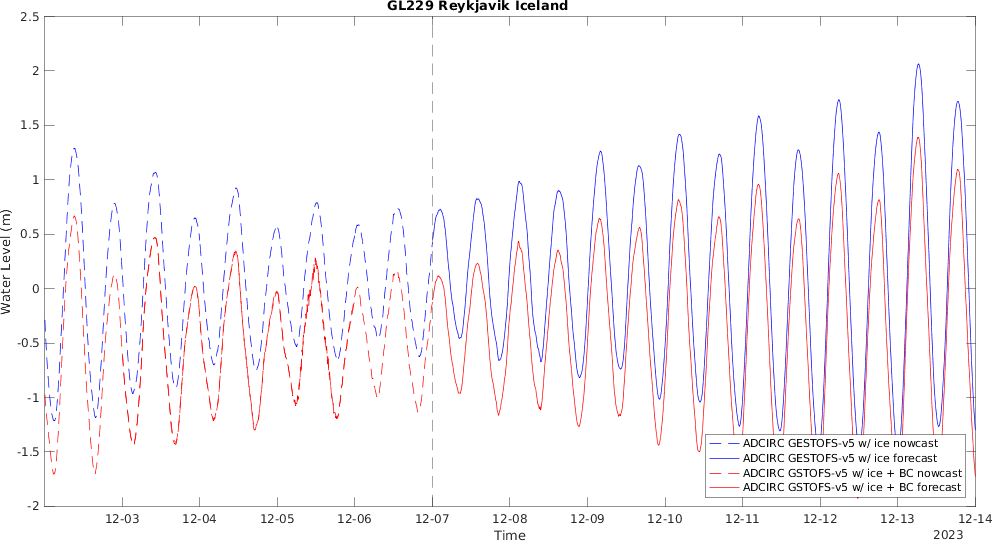 GL229 Reykjavik Iceland
2.5
2
1.5
1
0.5
0
-0.5
-1
-1.5
-2
Water Level (m)
ADCIRC GESTOFS-v5 w/ ice nowcast
ADCIRC GESTOFS-v5 w/ ice forecast
ADCIRC GSTOFS-v5 w/ ice + BC nowcast
ADCIRC GSTOFS-v5 w/ ice + BC forecast
12-03 12-04 12-05 12-06 12-07 12-08 12-09 12-10 12-11 12-12 12-13 12-14
Time
2023